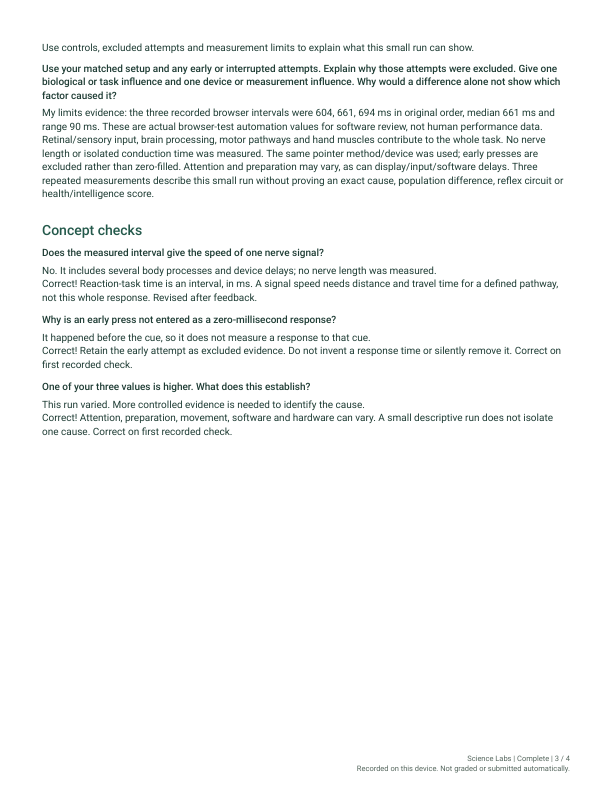 Use controls, excluded attempts and measurement limits to explain what this small run can show.
Use your matched setup and any early or interrupted attempts. Explain why those attempts were excluded. Give one
biological or task influence and one device or measurement influence. Why would a difference alone not show which
factor caused it?
My limits evidence: the three recorded browser intervals were 604, 661, 694 ms in original order, median 661 ms and
range 90 ms. These are actual browser-test automation values for software review, not human performance data.
Retinal/sensory input, brain processing, motor pathways and hand muscles contribute to the whole task. No nerve
length or isolated conduction time was measured. The same pointer method/device was used; early presses are
excluded rather than zero-filled. Attention and preparation may vary, as can display/input/software delays. Three
repeated measurements describe this small run without proving an exact cause, population difference, reflex circuit or
health/intelligence score.
Concept checks
Does the measured interval give the speed of one nerve signal?
No. It includes several body processes and device delays; no nerve length was measured.
Correct! Reaction-task time is an interval, in ms. A signal speed needs distance and travel time for a defined pathway,
not this whole response. Revised after feedback.
Why is an early press not entered as a zero-millisecond response?
It happened before the cue, so it does not measure a response to that cue.
Correct! Retain the early attempt as excluded evidence. Do not invent a response time or silently remove it. Correct on
first recorded check.
One of your three values is higher. What does this establish?
This run varied. More controlled evidence is needed to identify the cause.
Correct! Attention, preparation, movement, software and hardware can vary. A small descriptive run does not isolate
one cause. Correct on first recorded check.
Science Labs | Complete | 3 / 4
Recorded on this device. Not graded or submitted automatically.